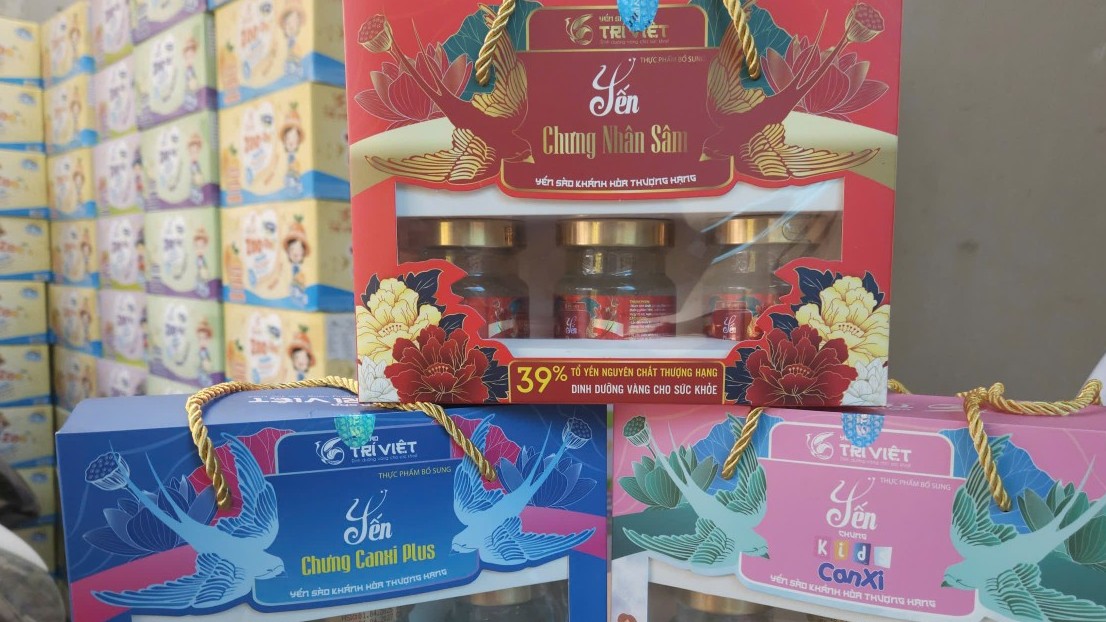 YẾN S
TRÍ VIỆT
THỰC PHẨM BỔ SUNG
Yến
Chưng Nhân Sâm
YẾN SÀO KHÁNH HÒA THƯỢNG HẠNG
Yến
Yến
39% TỔ YẾN NGUYÊN CHẤT THƯỢNG HẠNG
DINH DƯỠNG VÀNG CHO SỨC KHỎE
TRÍ VIỆT
THỰC PHẨM BỔ SUNG
Yến
Chưng Canxi Plus
YẾN SÀO KHÁNH HÒA THƯỢNG HẠNG
TRÍ VIỆT
THỰC PHẨM BỔ SUNG
Yến
CHƯNG
Kids
CanXi
YẾN SÀO KHÁNH HÒA THƯỢNG HẠNG